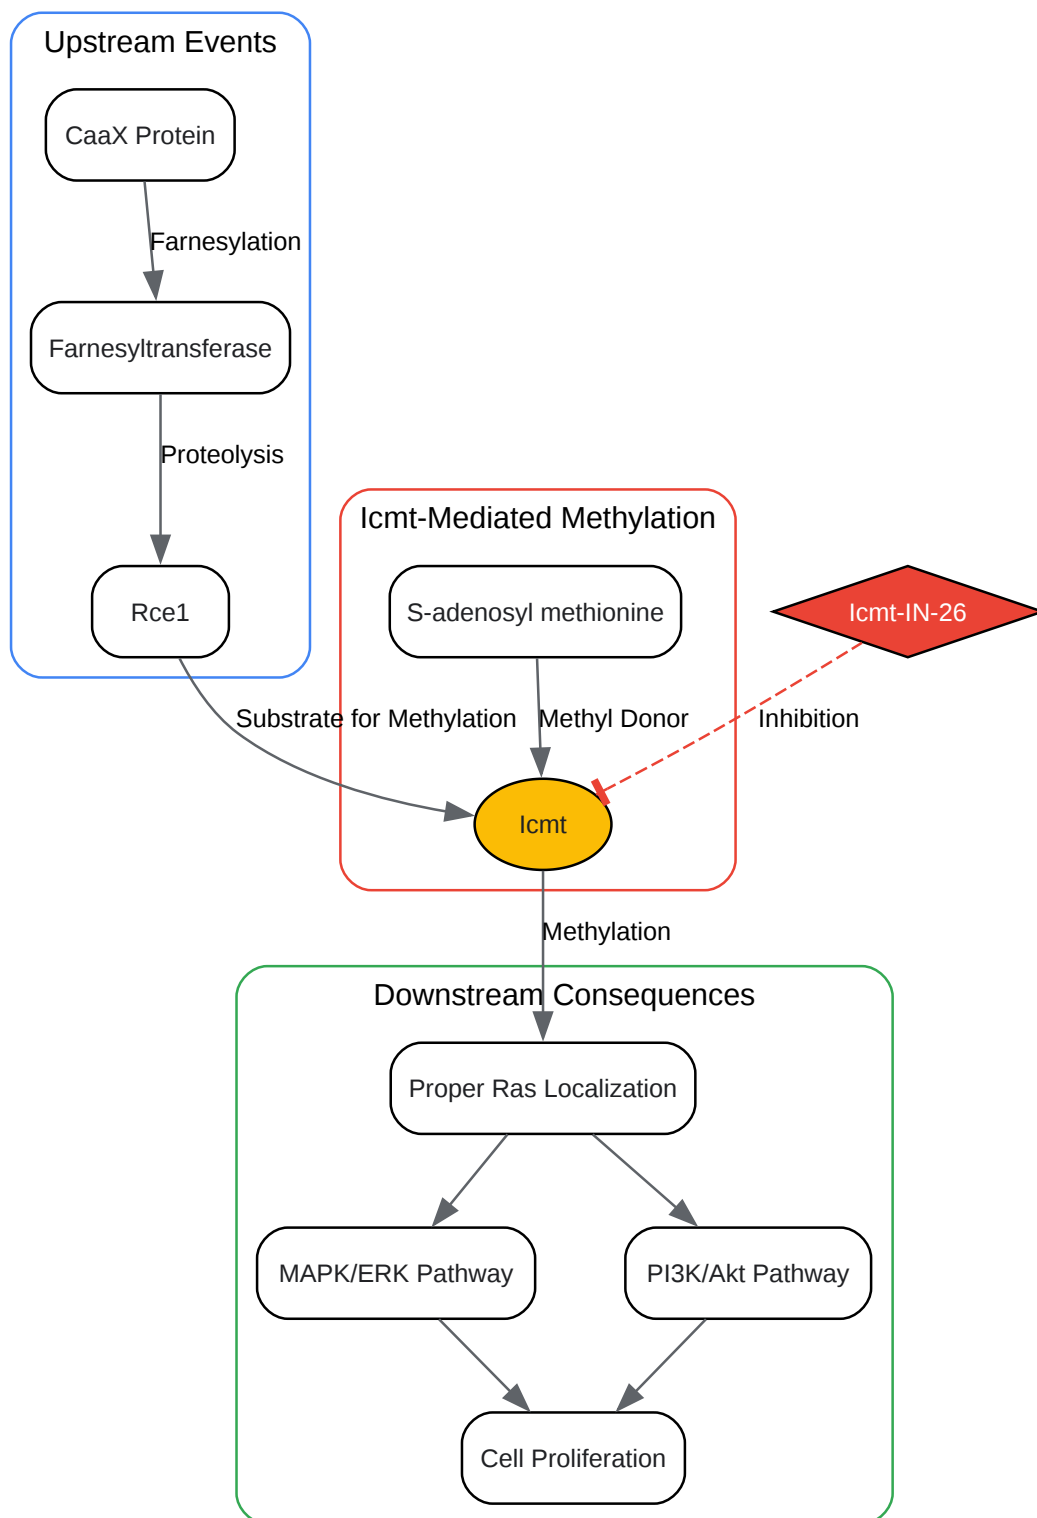 Upstream Events
CaaX Protein
Farnesylation
Farnesyltransferase
Proteolysis
Rce1
Icmt-Mediated Methylation
S-adenosyl methionine
Icmt-IN-26
Substrate for Methylation
Methyl Donor
Inhibition
Icmt
Methylation
Downstream Consequences
Proper Ras Localization
MAPK/ERK Pathway
PI3K/Akt Pathway
Cell Proliferation